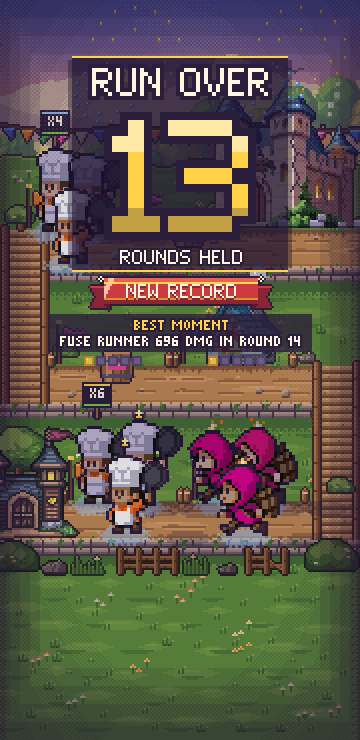 RUN OVER
X4
13
ROUNDS HELD
NEW RECORD
BEST MOMENT
FUSE RUNNER 696 DMG IN ROUND 14
X6